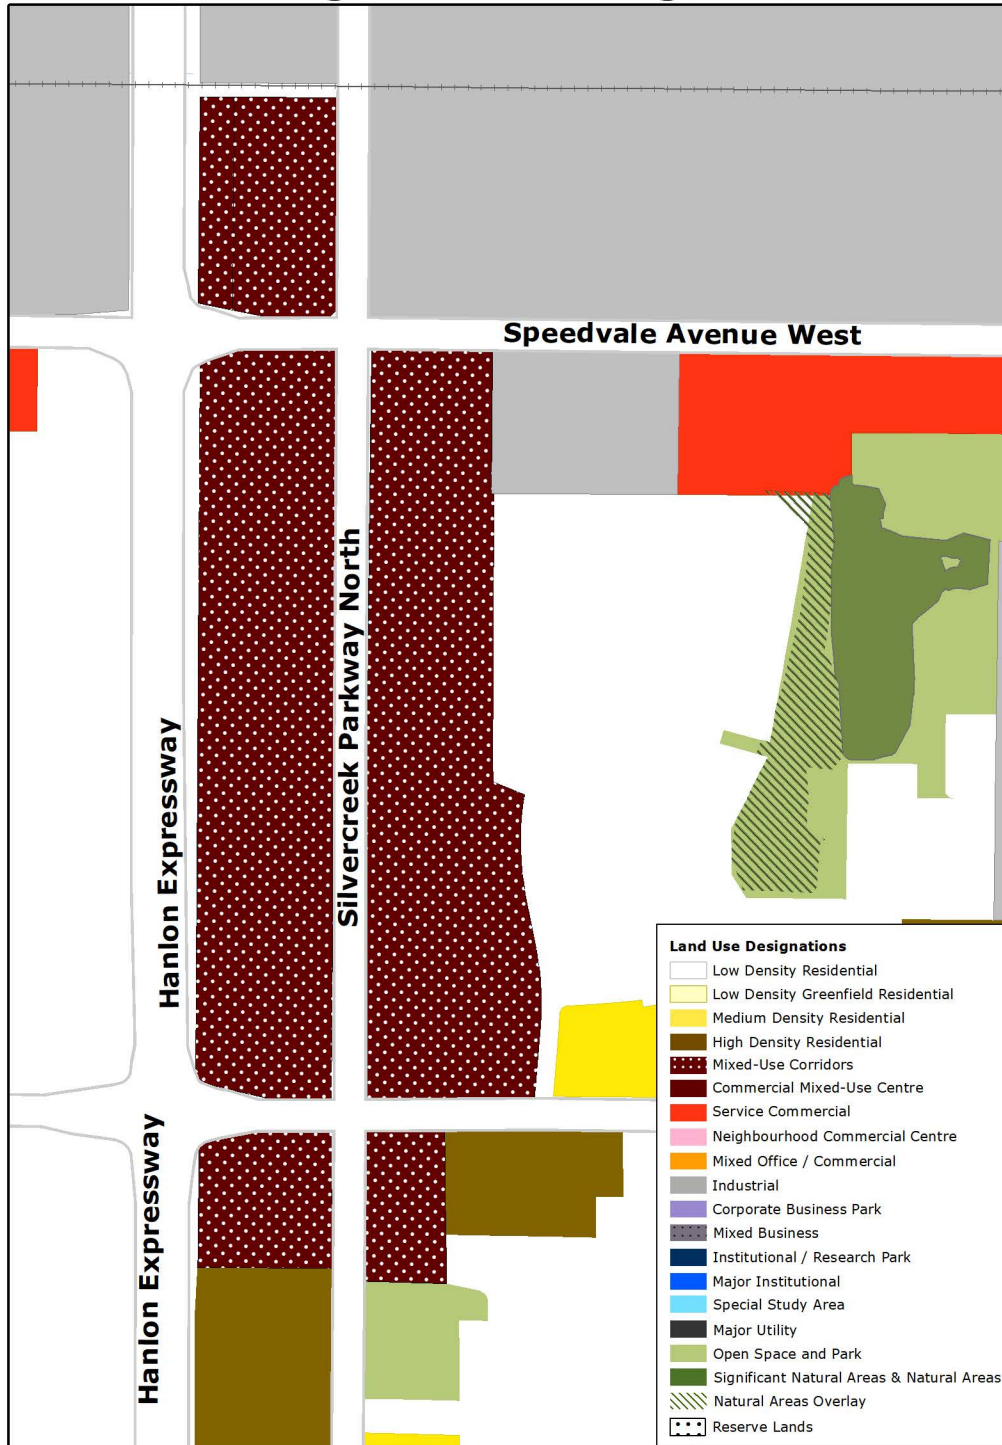 Speedvale Avenue West
Silvercreek Parkway North
Hanlon Expressway
Hanlon Expressway
Land Use Designations
Low Density Residential
Low Density Greenfield Residential
Medium Density Residential
High Density Residential
Mixed-Use Corridors
Commercial Mixed-Use Centre
Service Commercial
Neighbourhood Commercial Centre
Mixed Office / Commercial
Industrial
Corporate Business Park
Mixed Business
Institutional / Research Park
Major Institutional
Special Study Area
Major Utility
Open Space and Park
Significant Natural Areas & Natural Areas
Natural Areas Overlay
Reserve Lands